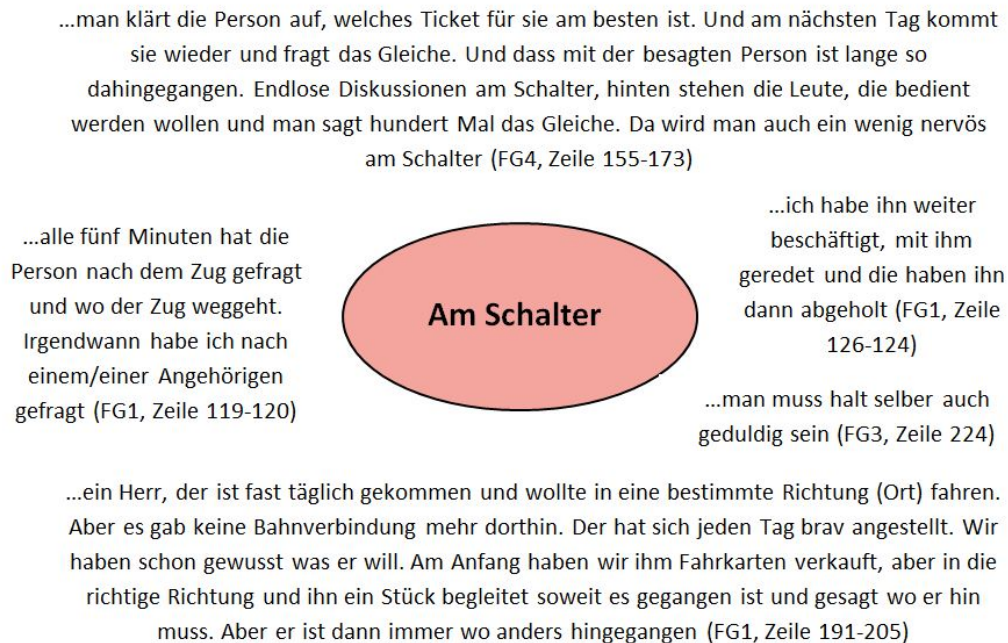 ...man klärt die Person auf, welches Ticket für sie am besten ist. Und am nächsten Tag kommt
sie wieder und fragt das Gleiche. Und dass mit der besagten Person ist lange so
dahingegangen. Endlose Diskussionen am Schalter, hinten stehen die Leute, die bedient
werden wollen und man sagt hundert Mal das Gleiche. Da wird man auch ein wenig nervös
am Schalter (FG4, Zeile 155-173)
...alle fünf Minuten hat die
Person nach dem Zug gefragt
und wo der Zug weggeht.
Irgendwann habe ich nach
einem/einer Angehörigen
gefragt (FG1, Zeile 119-120)
Am Schalter
...ich habe ihn weiter
beschäftigt, mit ihm
geredet und die haben ihn
dann abgeholt (FG1, Zeile
126-124)
...man muss halt selber auch
geduldig sein (FG3, Zeile 224)
...ein Herr, der ist fast täglich gekommen und wollte in eine bestimmte Richtung (Ort) fahren.
Aber es gab keine Bahnverbindung mehr dorthin. Der hat sich jeden Tag brav angestellt. Wir
haben schon gewusst was er will. Am Anfang haben wir ihm Fahrkarten verkauft, aber in die
richtige Richtung und ihn ein Stück begleitet soweit es gegangen ist und gesagt wo er hin
muss. Aber er ist dann immer wo anders hingegangen (FG1, Zeile 191-205)